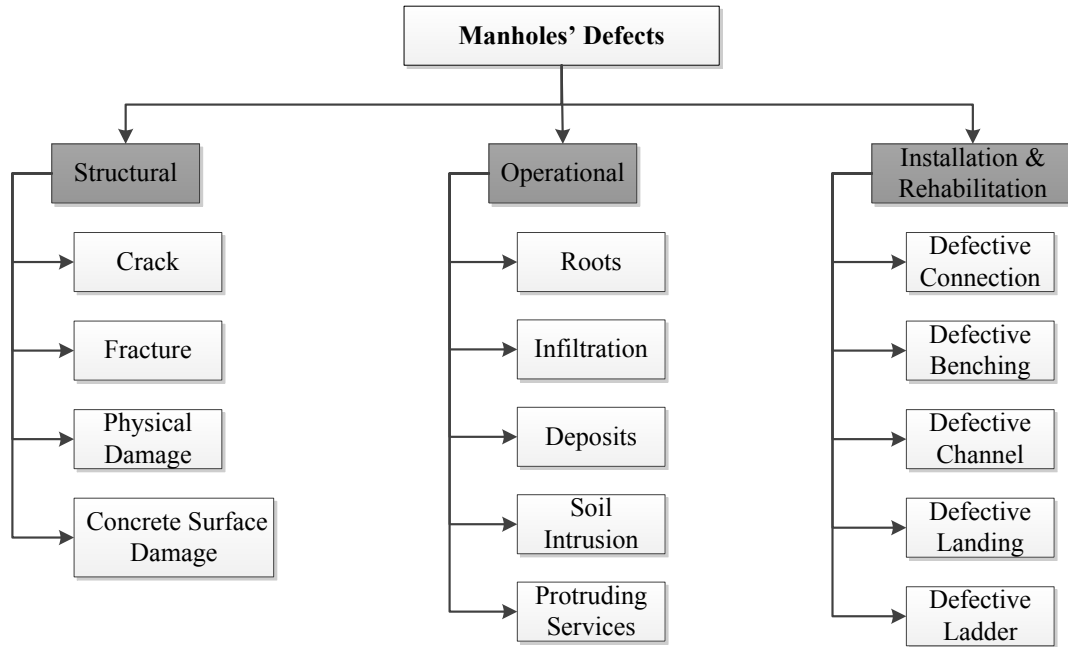 Manholes' Defects
Structural
Crack
Fracture
Physical
Damage
Concrete Surface
Damage
Operational
Roots
Infiltration
Deposits
Soil
Intrusion
Protruding
Services
Installation &
Rehabilitation
Defective
Connection
Defective
Benching
Defective
Channel
Defective
Landing
Defective
Ladder